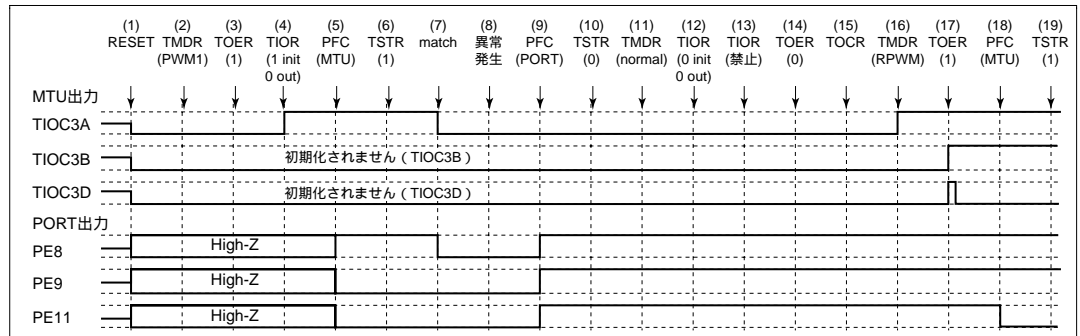 (1) (2) (3) (4) (5) (6) (7) (8) (9) (10) (11) (12) (13) (14) (15) (16) (17) (18) (19)
RESET TMDR TOER TIOR PFC TSTR match 異常 PFC TSTR TMDR TIOR TIOR TOER TOCR TMDR TOER PFC TSTR
(PWM1) (1) (1 init (MTU) (1) 発生 (PORT) (0) (normal) (0 init (禁止) (0) (RPWM) (1) (MTU) (1)
0 out) 0 out)
MTU出力
TIOC3A
TIOC3B 初期化されません（TIOC3B）
TIOC3D 初期化されません（TIOC3D）
PORT出力
PE8 High-Z
PE9 High-Z
PE11 High-Z